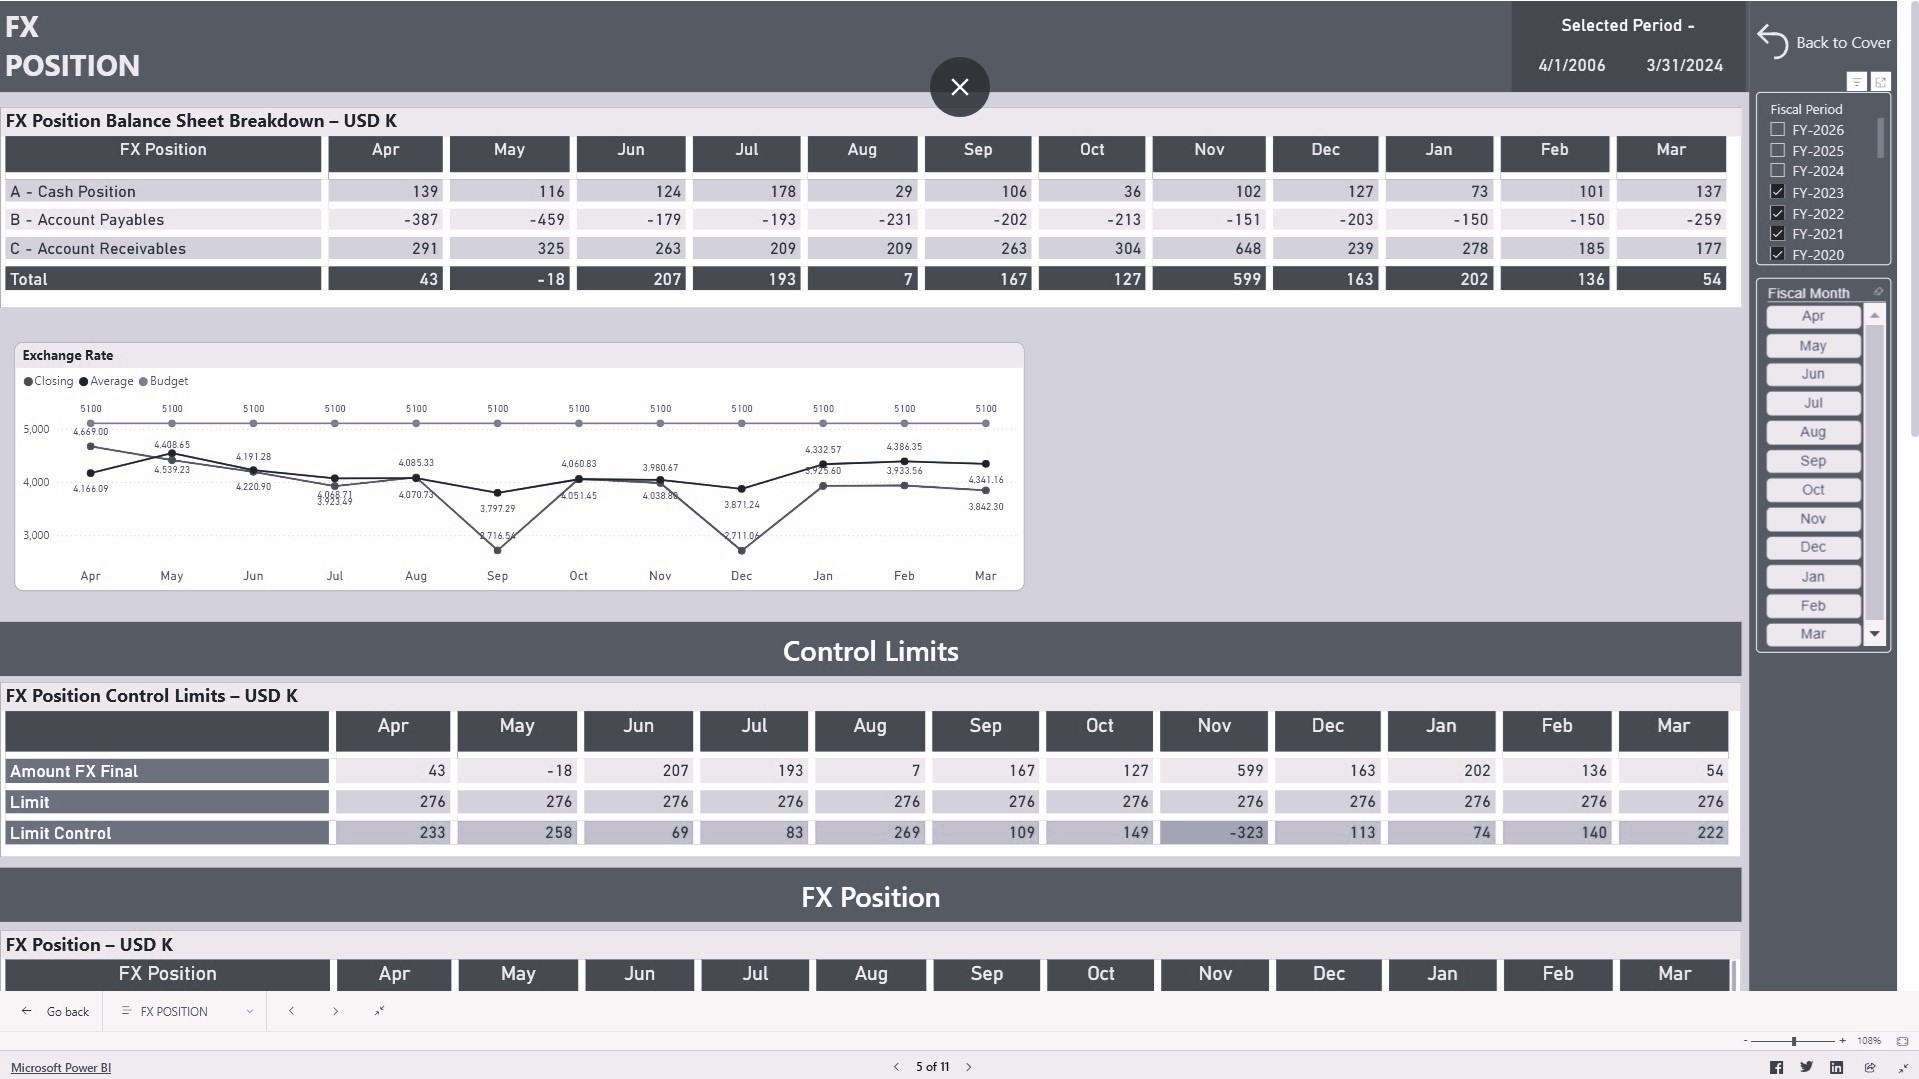 FX
POSITION
Selected Period -
4/1/2006 3/31/2024
Back to Cover
FX Position Balance Sheet Breakdown – USD K
FX Position Apr May Jun Jul Aug Sep Oct Nov Dec Jan Feb Mar
A - Cash Position 139 116 124 178 29 106 36 102 127 73 101 137
B - Account Payables -387 -459 -179 -193 -231 -202 -213 -151 -203 -150 -150 -259
C - Account Receivables 291 325 263 209 209 263 304 648 239 278 185 177
Total 43 -18 207 193 7 167 127 599 163 202 136 54
Fiscal Period
FY-2026
FY-2025
FY-2024
FY-2023
FY-2022
FY-2021
FY-2020
Fiscal Month
Apr
May
Jun
Jul
Aug
Sep
Oct
Nov
Dec
Jan
Feb
Mar
Exchange Rate
Closing Average Budget
5100 5100 5100 5100 5100 5100 5100 5100 5100 5100 5100 5100
5,000
4,000
3,000
4,669.00 4,408.65 4,191.28 4,085.33 4,060.83 3,980.67 4,332.57 4,386.35
4,166.09 4,539.23 4,220.90 4,068.71 4,070.73 3,797.29 4,051.45 4,038.80 3,871.24 3,925.60 3,933.56 4,341.16
3,923.49 2,716.54 2,711.06 3,842.30
Apr May Jun Jul Aug Sep Oct Nov Dec Jan Feb Mar
Control Limits
FX Position Control Limits – USD K
Apr May Jun Jul Aug Sep Oct Nov Dec Jan Feb Mar
Amount FX Final 43 -18 207 193 7 167 127 599 163 202 136 54
Limit 276 276 276 276 276 276 276 276 276 276 276 276
Limit Control 233 258 69 83 269 109 149 -323 113 74 140 222
FX Position
FX Position – USD K
FX Position Apr May Jun Jul Aug Sep Oct Nov Dec Jan Feb Mar
Go back FX POSITION
- + 108%
Microsoft Power BI 5 of 11